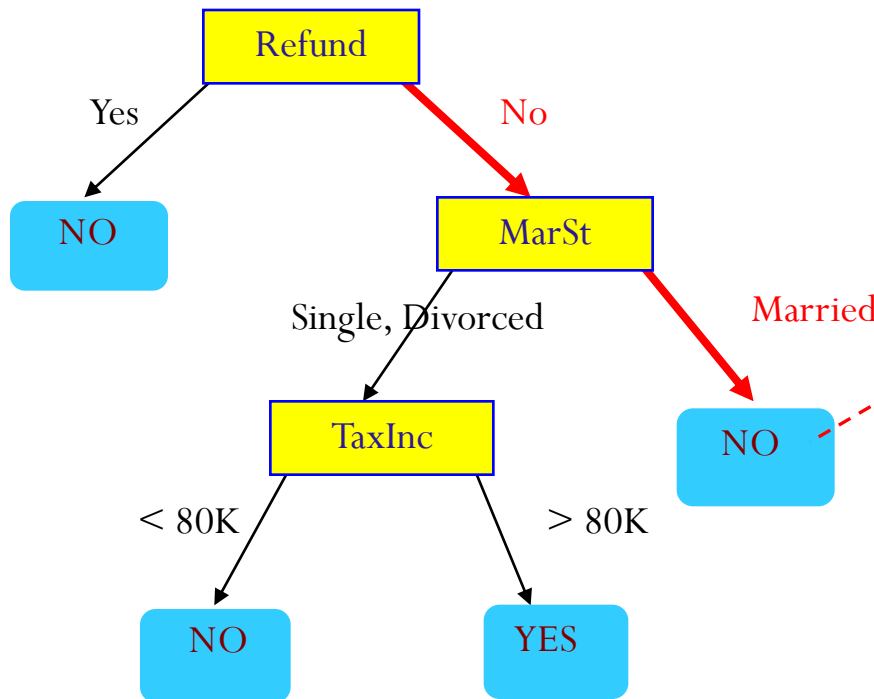 Refund
Yes
No
NO
MarSt
Single, Divorced
Married
TaxInc
NO
< 80K
> 80K
NO
YES